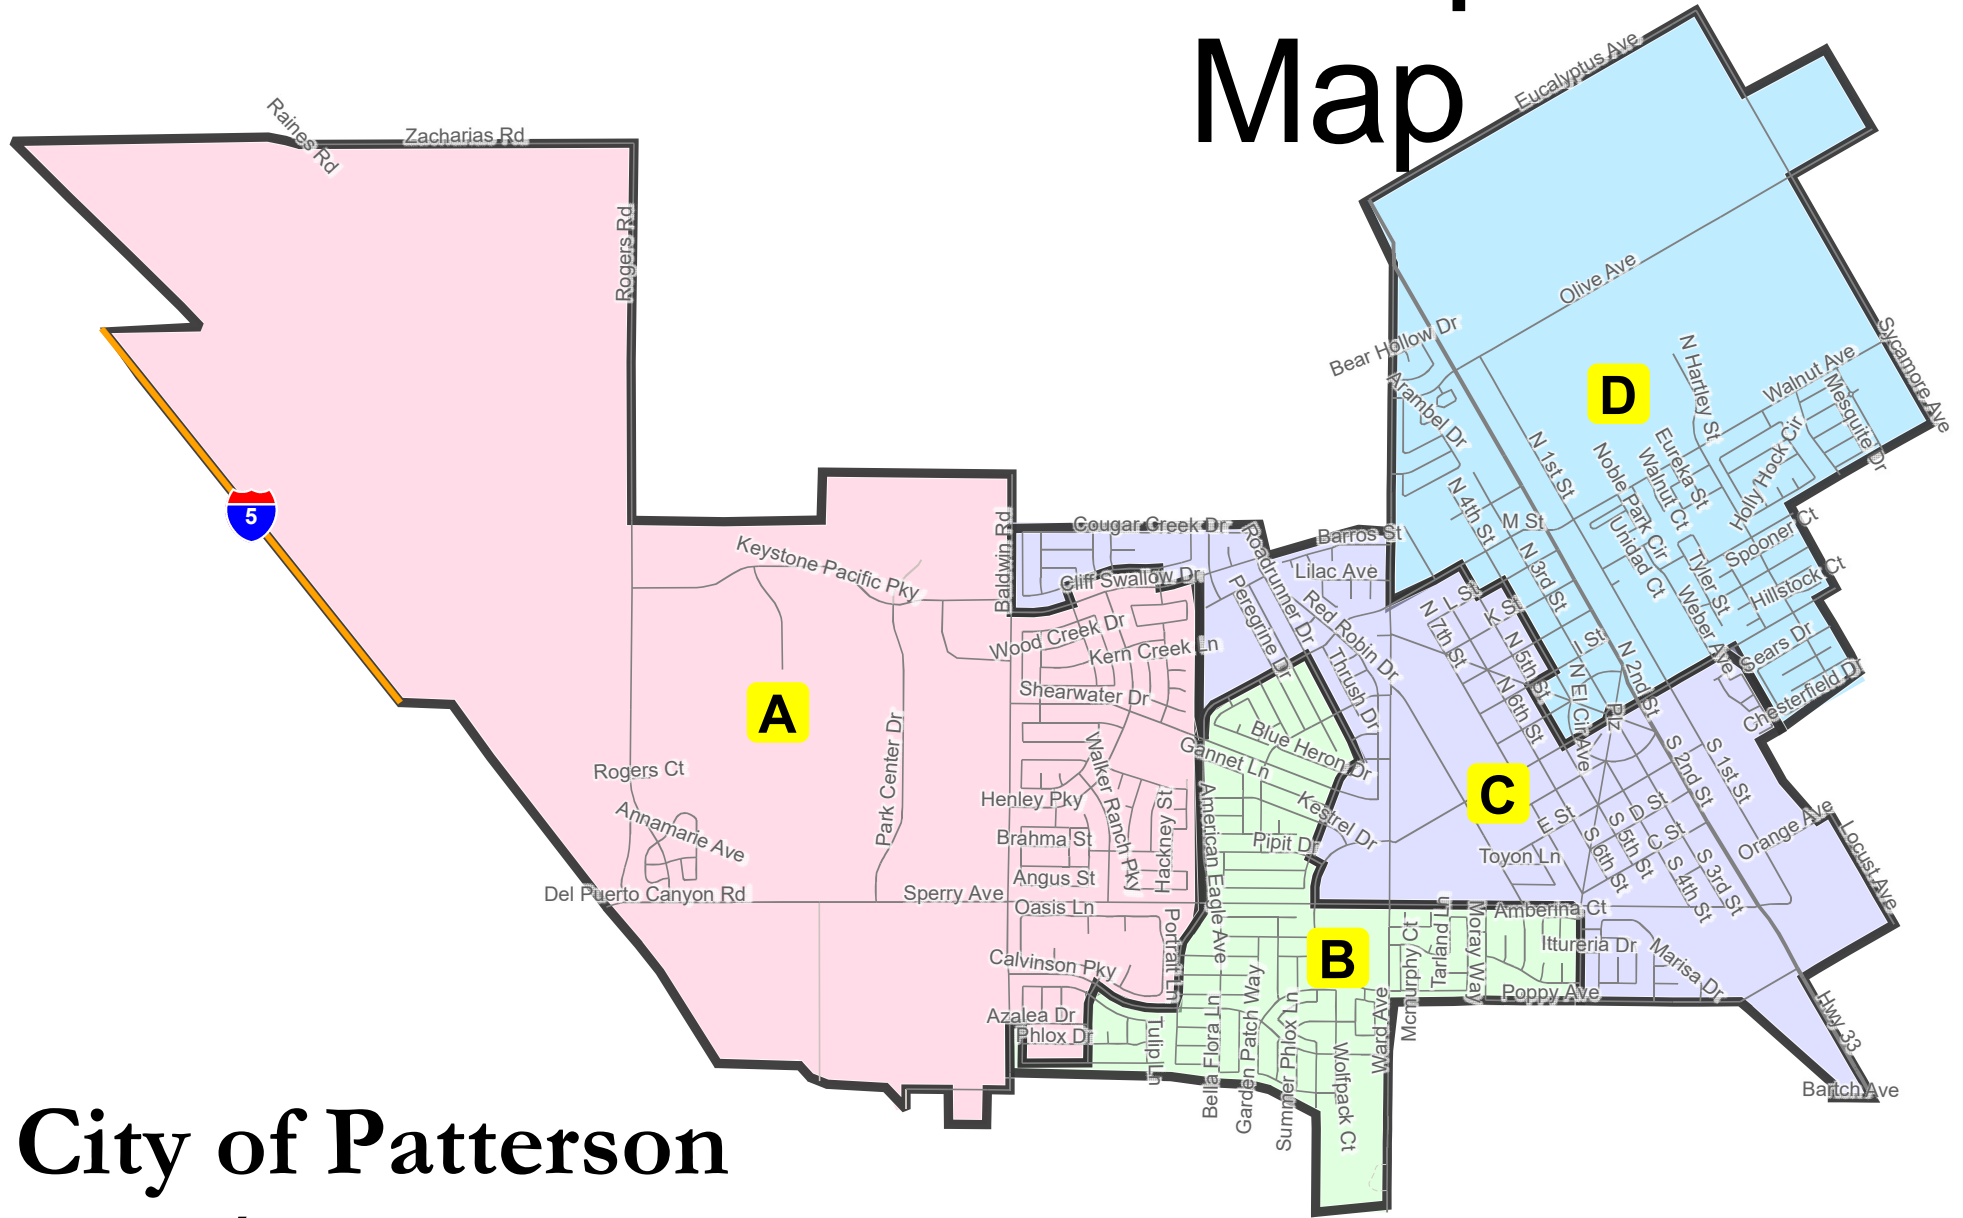 Map
Eucalyptus Ave
Raines Rd
Zacharias Rd
Rogers Rd
Olive Ave
Bear Hollow Dr
Sycamore Ave
N Hartley St
Walnut Ave
Mesquite Dr
Arambel Dr
D
N 1st St
Eureka St
Walnut Ct
Noble Park Cir
Holly Hock Cir
Unidad Ct
5
N 4th St
M St
Spooner Ct
Cougar Creek Dr
Roadrunner Dr
Barros St
Baldwin Rd
Keystone Pacific Pky
Cliff Swallow Dr
Lilac Ave
N 3rd St
Tyler St
Hillstock Ct
Weber Ave
Peregrine Dr
Red Robin Dr
L St
K St
N 7th St
I St
Wood Creek Dr
Kern Creek Ln
N 5th St
N 2nd St
Sears Dr
Shearwater Dr
Thrush Dr
N 6th St
N El Cir Ave
Plz
Chesterfield Dr
A
Park Center Dr
Walker Ranch Pky
Gannet Ln
Blue Heron Dr
S 2nd St
S 1st St
Rogers Ct
Annamarie Ave
Henley Pky
Hackney St
American Eagle Ave
Kestrel Dr
C
E St
D St
C St
Brahma St
Pipit Dr
Toyon Ln
S 6th St
S 5th St
S 4th St
S 3rd St
Orange Ave
Locust Ave
Angus St
Del Puerto Canyon Rd
Sperry Ave
Oasis Ln
Portrait Ln
Amberina Ct
Mcmurphy Ct
Tarland Ln
Moray Way
Ittureria Dr
Marisa Dr
B
Calvinson Pky
Poppy Ave
Azalea Dr
Phlox Dr
Tulip Ln
Bella Flora Ln
Garden Patch Way
Summer Phlox Ln
Wolfpack Ct
Ward Ave
Hwy 33
Bartch Ave
City of Patterson